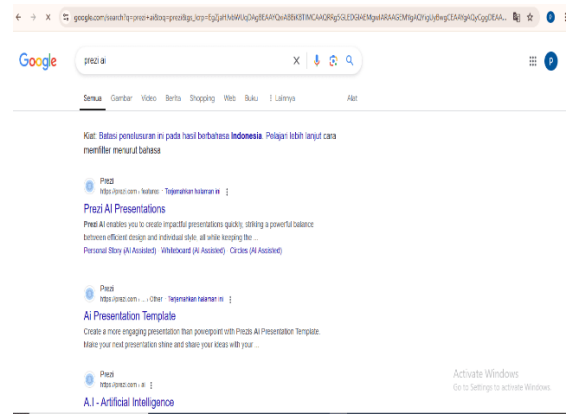 google.com/search?q=prezi+ai&oq=prezi
Google
prezi ai
P
Semua Gambar Video Berita Shopping Web Buku Lainnya Alat
Kiat: Batasi penelusuran ini pada hasil berbahasa Indonesia. Pelajari lebih lanjut cara
memfilter menurut bahasa
Prezi
https://prezi.com › features · Terjemahkan halaman ini
Prezi AI Presentations
Prezi AI enables you to create impactful presentations quickly, striking a powerful balance
between efficient design and individual style, all while keeping the ...
Personal Story (AI Assisted) · Whiteboard (AI Assisted) · Circles (AI Assisted)
Prezi
https://prezi.com › ... › Other · Terjemahkan halaman ini
Ai Presentation Template
Create a more engaging presentation than powerpoint with Prezis AI Presentation Template.
Make your next presentation shine and share your ideas with your ...
Prezi
https://prezi.com › ai
A.I - Artificial Intelligence
Activate Windows
Go to Settings to activate Windows.